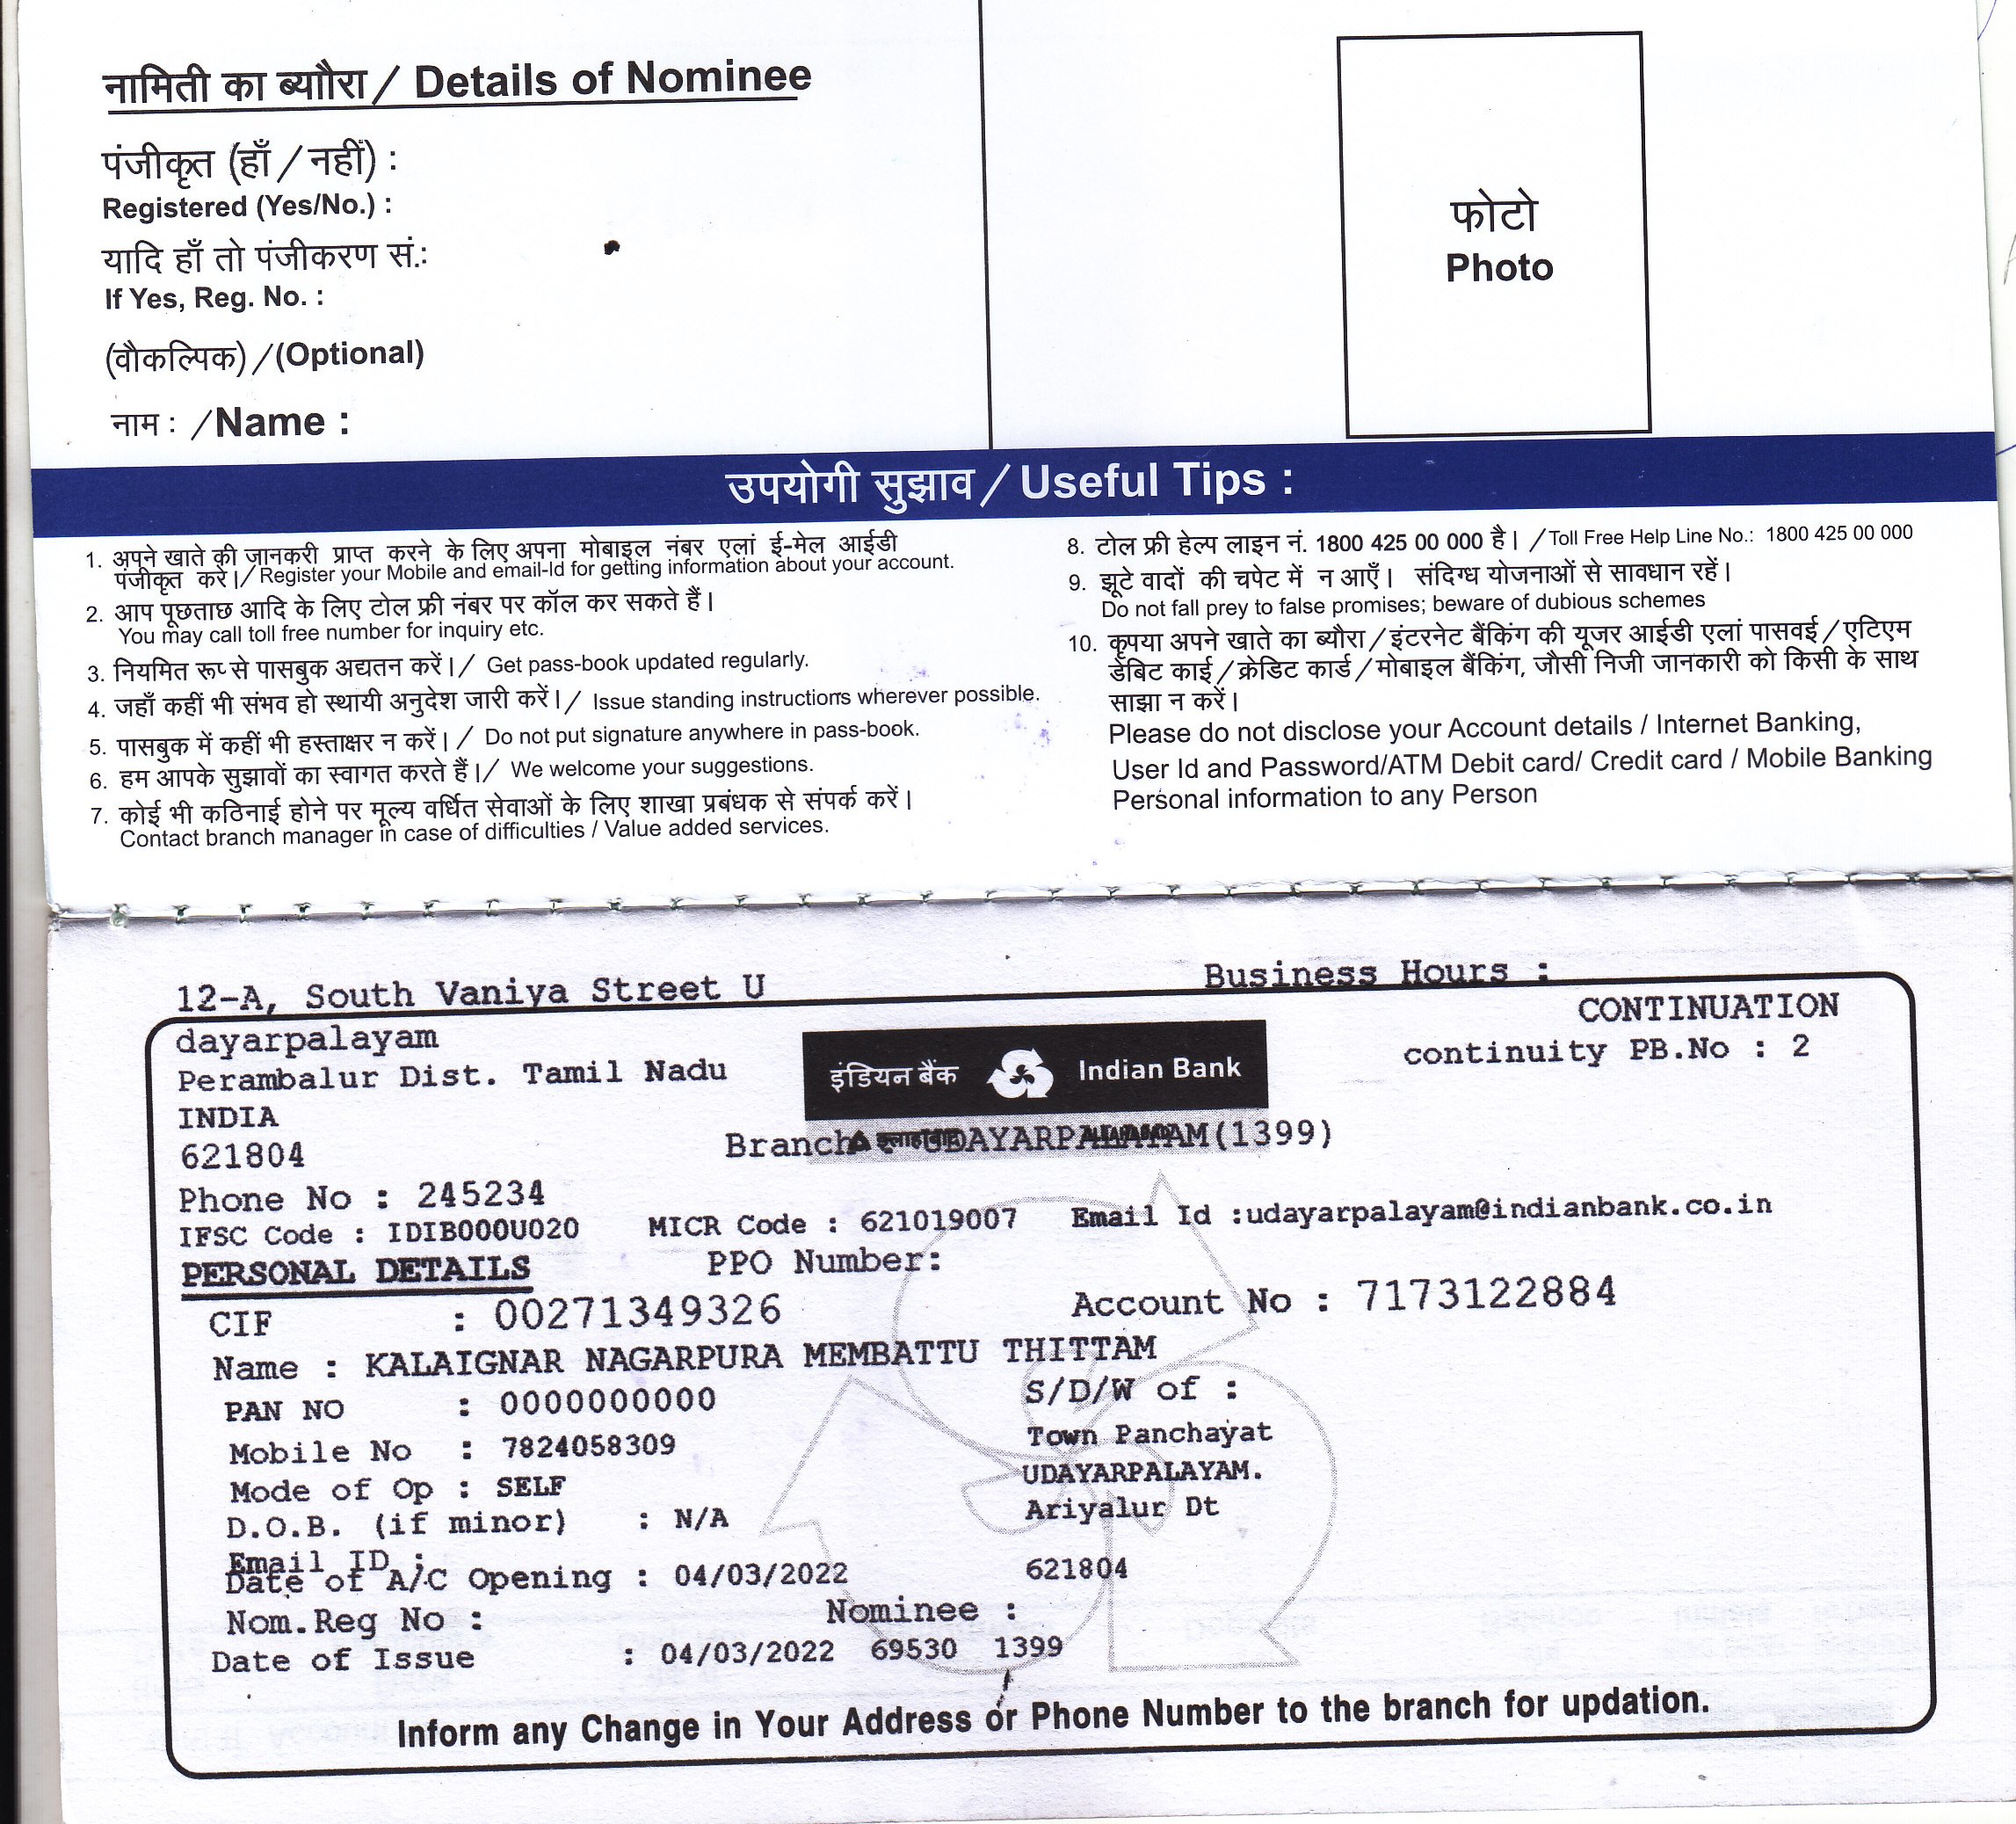 नामिती का ब्यौरा / Details of Nominee
पंजीकृत (हाँ / नहीं) :
Registered (Yes/No.) :
यादि हाँ तो पंजीकरण सं.:
If Yes, Reg. No. :
(वौकल्पिक) /(Optional)
नाम : /Name :
फोटो
Photo
उपयोगी सुझाव / Useful Tips :
1. अपने खाते की जानकरी प्राप्त करने के लिए अपना मोबाइल नंबर एलां ई-मेल आईडी
पंजीकृत करें।/ Register your Mobile and email-Id for getting information about your account.
2. आप पूछताछ आदि के लिए टोल फ्री नंबर पर कॉल कर सकते हैं।
You may call toll free number for inquiry etc.
3. नियमित रूप से पासबुक अद्यतन करें।/ Get pass-book updated regularly.
4. जहाँ कहीं भी संभव हो स्थायी अनुदेश जारी करें।/ Issue standing instructions wherever possible.
5. पासबुक में कहीं भी हस्ताक्षर न करें।/ Do not put signature anywhere in pass-book.
6. हम आपके सुझावों का स्वागत करते हैं।/ We welcome your suggestions.
7. कोई भी कठिनाई होने पर मूल्य वर्धित सेवाओं के लिए शाखा प्रबंधक से संपर्क करें।
Contact branch manager in case of difficulties / Value added services.
8. टोल फ्री हेल्प लाइन नं. 1800 425 00 000 है। /Toll Free Help Line No.: 1800 425 00 000
9. झूटे वादों की चपेट में न आएँ। संदिग्ध योजनाओं से सावधान रहें।
Do not fall prey to false promises; beware of dubious schemes
10. कृपया अपने खाते का ब्यौरा/इंटरनेट बैंकिंग की यूजर आईडी एलां पासवई/एटिएम
डेबिट काई/क्रेडिट कार्ड/मोबाइल बैंकिंग, जौसी निजी जानकारी को किसी के साथ
साझा न करें।
Please do not disclose your Account details / Internet Banking,
User Id and Password/ATM Debit card/ Credit card / Mobile Banking
Personal information to any Person
12-A, South Vaniya Street U
Business Hours :
dayarpalayam
CONTINUATION
Perambalur Dist. Tamil Nadu
इंडियन बैंक Indian Bank
continuity PB.No : 2
INDIA
621804
Branch UDAYARPALAYAM(1399)
Phone No : 245234
IFSC Code : IDIB000U020 MICR Code : 621019007 Email Id :udayarpalayam@indianbank.co.in
PERSONAL DETAILS PPO Number:
CIF : 00271349326 Account No : 7173122884
Name : KALAIGNAR NAGARPURA MEMBATTU THITTAM
PAN NO : 0000000000 S/D/W of :
Mobile No : 7824058309 Town Panchayat
Mode of Op : SELF UDAYARPALAYAM.
D.O.B. (if minor) : N/A Ariyalur Dt
Email ID :
Date of A/C Opening : 04/03/2022 621804
Nom.Reg No : Nominee :
Date of Issue : 04/03/2022 69530 1399
Inform any Change in Your Address or Phone Number to the branch for updation.